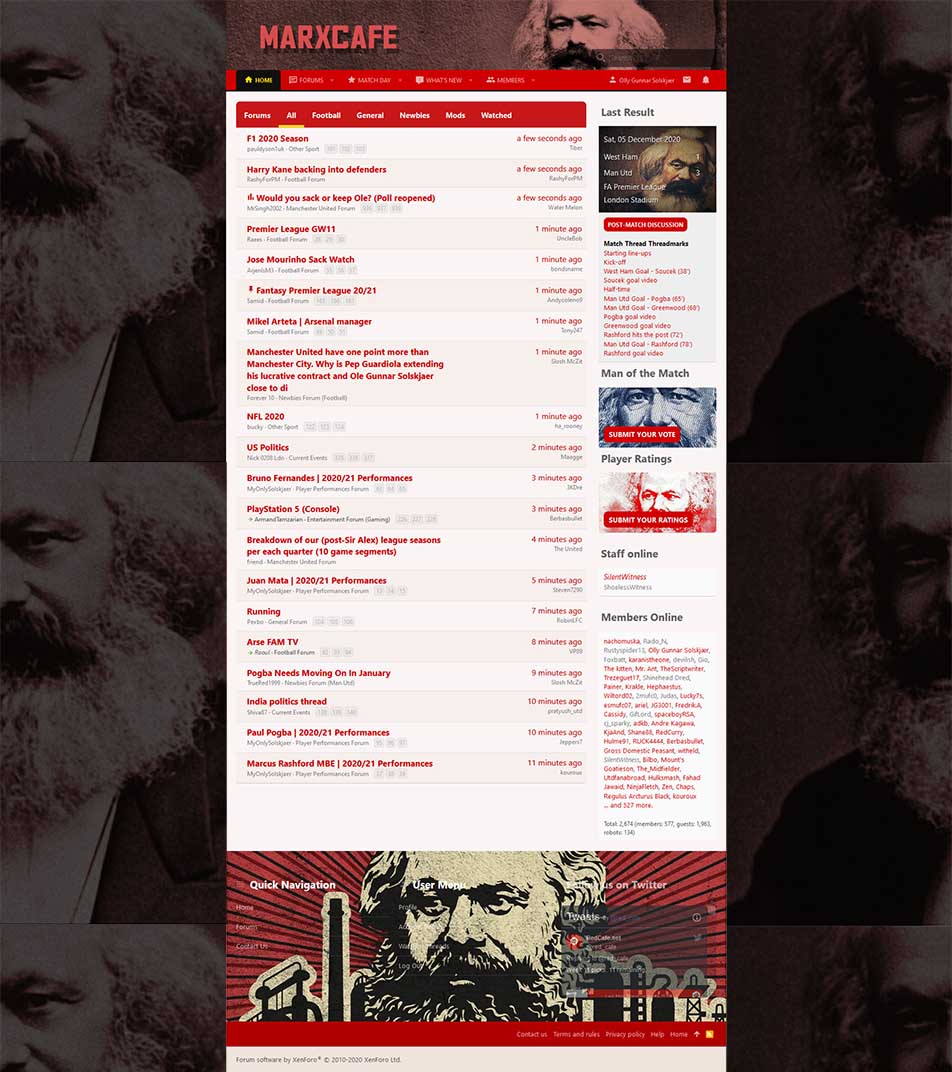 MARXCAFE
HOME FORUMS MATCH DAY WHAT'S NEW MEMBERS Olly Gunnar Solskjaer
Forums All Football General Newbies Mods Watched
F1 2020 Season a few seconds ago
pauldyson1uk · Other Sport 101 102 103 Tiber
Harry Kane backing into defenders a few seconds ago
RashyForPM · Football Forum RashyForPM
Would you sack or keep Ole? (Poll reopened) a few seconds ago
MrSingh2002 · Manchester United Forum Water Melon
Premier League GW11 1 minute ago
Raees · Football Forum 28 29 30 UncleBob
Jose Mourinho Sack Watch 1 minute ago
ArjenIsM3 · Football Forum 55 56 57 bondsname
Fantasy Premier League 20/21 1 minute ago
Samid · Football Forum Andycoleno9
Mikel Arteta | Arsenal manager 1 minute ago
Samid · Football Forum 49 50 51 Tony247
Manchester United have one point more than 1 minute ago
Manchester City. Why is Pep Guardiola extending Slosh McZit
his lucrative contract and Ole Gunnar Solskjaer
close to di
Forever 10 · Newbies Forum (Football)
NFL 2020 1 minute ago
bucky · Other Sport 122 123 124 ha_rooney
US Politics 2 minutes ago
Nick 0208 Ldn · Current Events Maagge
Bruno Fernandes | 2020/21 Performances 3 minutes ago
MyOnlySolskjaer · Player Performances Forum 83 84 85 3KDre
PlayStation 5 (Console) 3 minutes ago
ArmandTamzarian · Entertainment Forum (Gaming) 226 227 228 Berbasbullet
Breakdown of our (post-Sir Alex) league seasons 4 minutes ago
per each quarter (10 game segments) The United
friend · Manchester United Forum
Juan Mata | 2020/21 Performances 5 minutes ago
MyOnlySolskjaer · Player Performances Forum 13 14 15 Steven7290
Running 7 minutes ago
Pexbo · General Forum 104 105 106 RobinLFC
Arse FAM TV 8 minutes ago
Raoul · Football Forum 92 93 94 VP89
Pogba Needs Moving On In January 9 minutes ago
TrueRed1999 · Newbies Forum (Man Utd) Slosh McZit
India politics thread 10 minutes ago
Shiva87 · Current Events 138 139 140 pratyush_utd
Paul Pogba | 2020/21 Performances 10 minutes ago
MyOnlySolskjaer · Player Performances Forum 95 96 97 Jeppers7
Marcus Rashford MBE | 2020/21 Performances 11 minutes ago
MyOnlySolskjaer · Player Performances Forum 37 38 39 kouroux
Last Result
Sat, 05 December 2020
West Ham 1
Man Utd 3
FA Premier League
London Stadium
POST-MATCH DISCUSSION
Match Thread Threadmarks
Starting line-ups
Kick-off
West Ham Goal - Soucek (38')
Soucek goal video
Half-time
Man Utd Goal - Pogba (65')
Man Utd Goal - Greenwood (68')
Pogba goal video
Greenwood goal video
Rashford hits the post (72')
Man Utd Goal - Rashford (78')
Rashford goal video
Man of the Match
SUBMIT YOUR VOTE
Player Ratings
SUBMIT YOUR RATINGS
Staff online
SilentWitness
ShoelessWitness
Members Online
nachomuska, Rado_N,
Rustyspider13, Olly Gunnar Solskjær,
Foxbatt, karanistheone, devilish, Gio,
The kitten, Mr. Ant, TheScriptwriter,
Trezeguet17, Shinehead Dred,
Painer, Krakle, Hephaestus,
Wiltord02, 2mufc0, Judas, Lucky7s,
esmufc07, ariel, JG3001, Fredrik.A,
Cassidy, GifLord, spaceboyRSA,
sj_sparky, adkb, Andre Kagawa,
KjaAnd, Shane88, RedCurry,
Hulme91, RUCK4444, Berbasbullet,
Gross Domestic Peasant, witheld,
SilentWitness, Bilbo, Mount's
Goatieson, The_Midfielder,
Utdfanabroad, Hulksmash, Fahad
Jawaid, NinjaFletch, Zen, Chaps,
Regulus Arcturus Black, kouroux
... and 527 more.
Total: 2,674 (members: 577, guests: 1,963,
robots: 134)
Quick Navigation User Menu Follow us on Twitter
Home Profile
Forums
Contact Us
Log Out
Tweets
RedCafe.net
Contact us Terms and rules Privacy policy Help Home
Forum software by XenForo® © 2010-2020 XenForo Ltd.